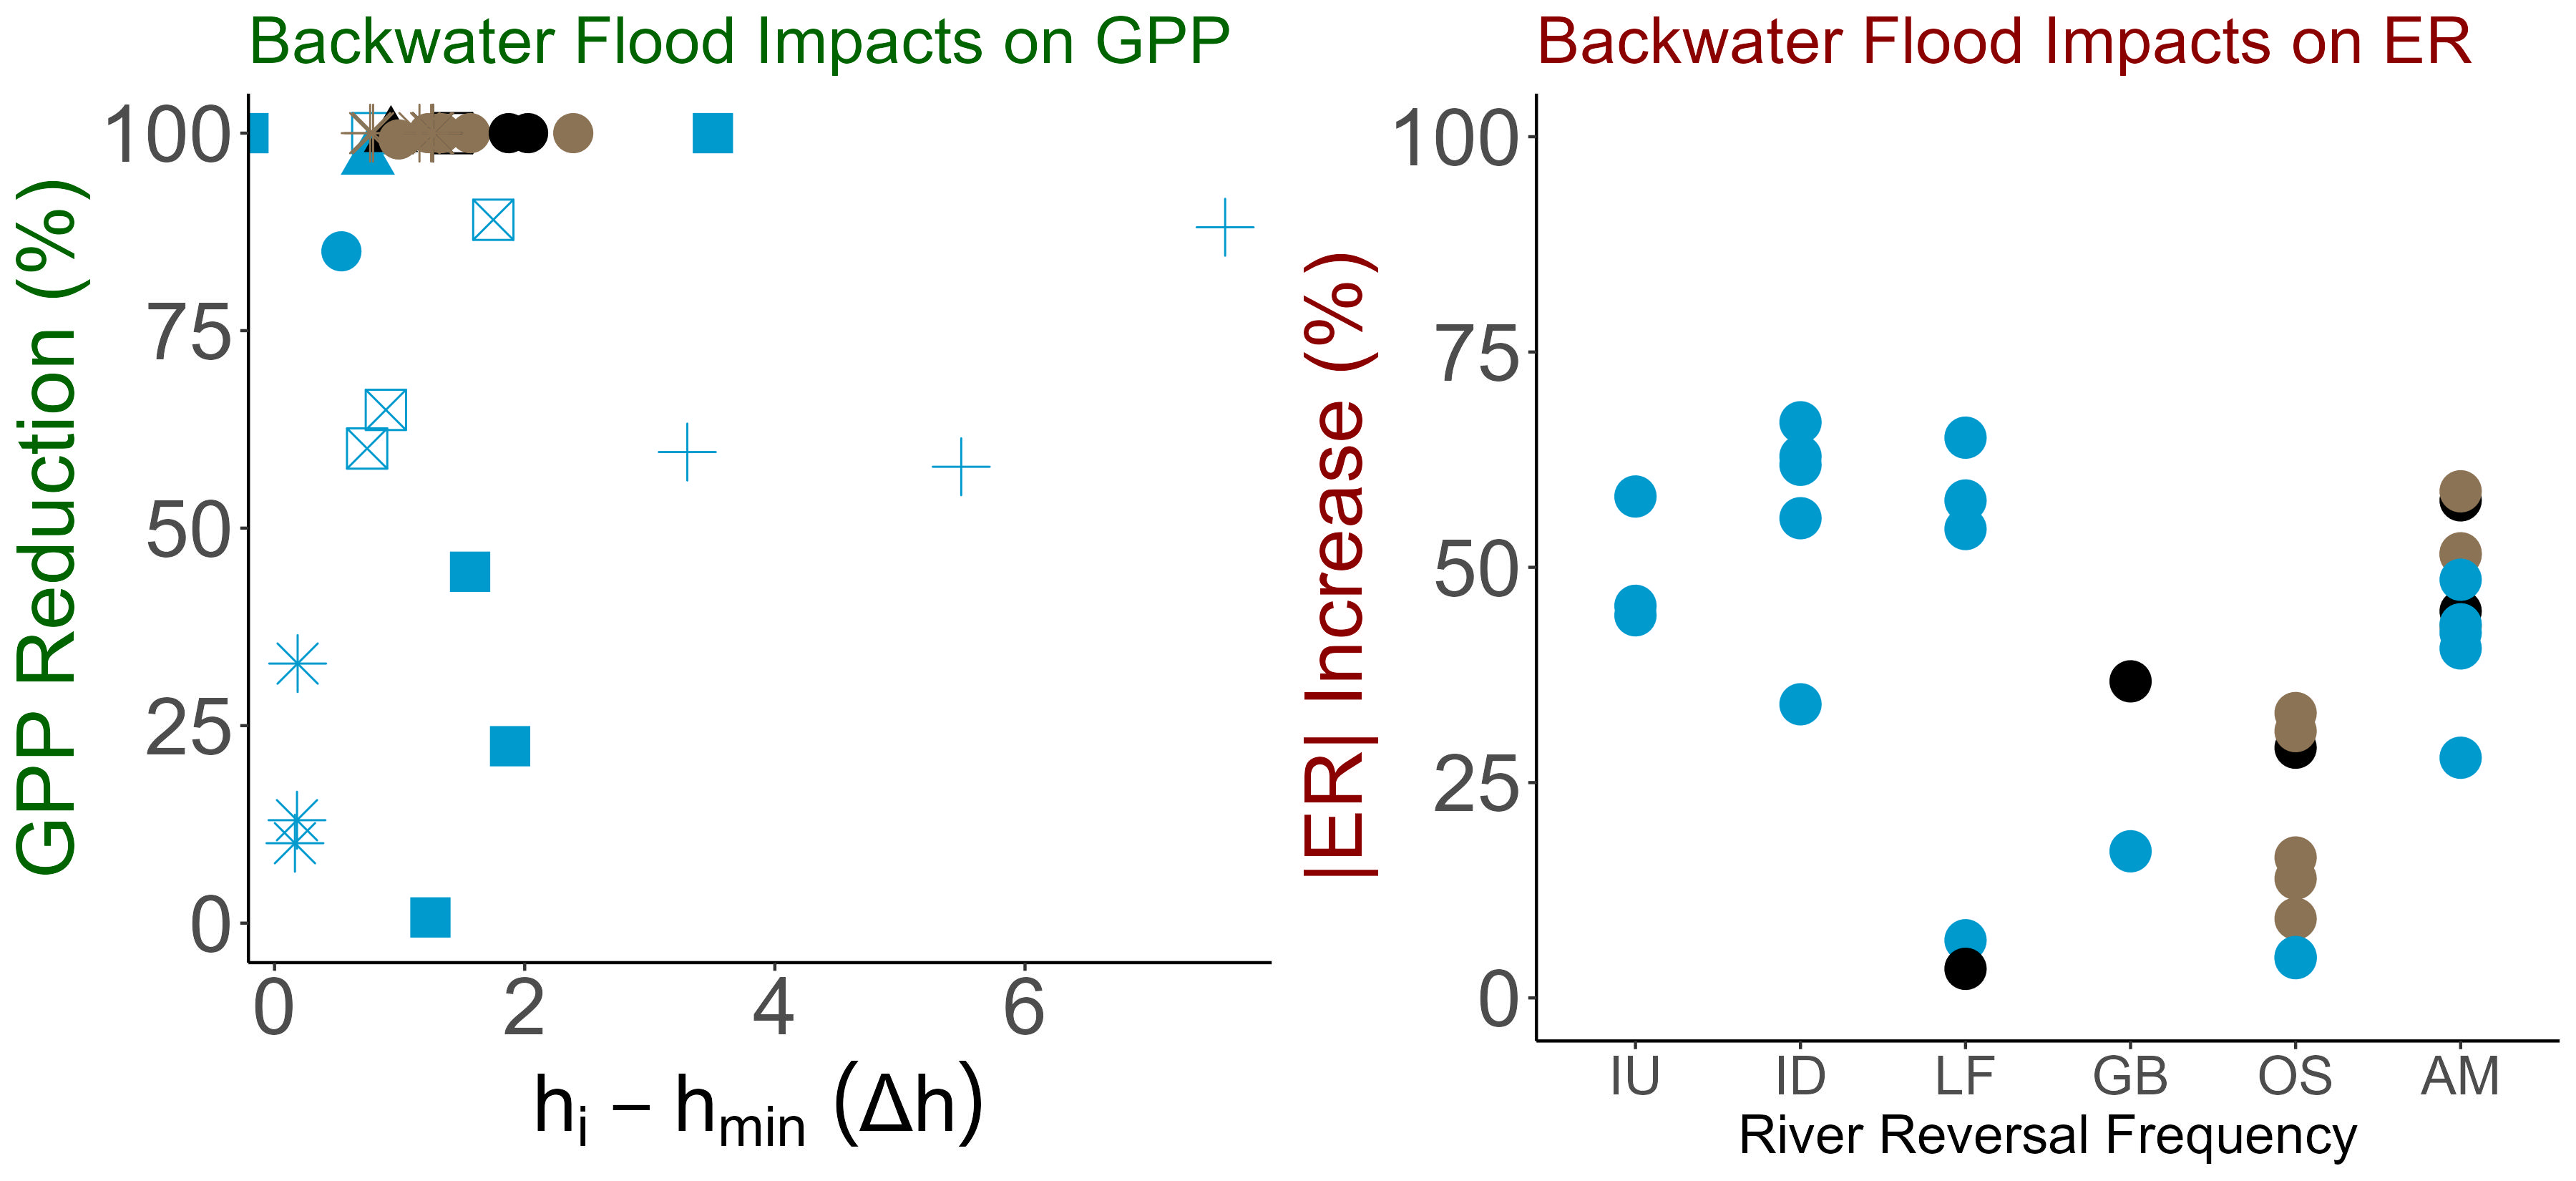 Backwater Flood Impacts on GPP
GPP Reduction (%)
100
75
50
25
0
0 2 4 6
hi – hmin (Δh)
Backwater Flood Impacts on ER
|ER| Increase (%)
100
75
50
25
0
IU ID LF GB OS AM
River Reversal Frequency